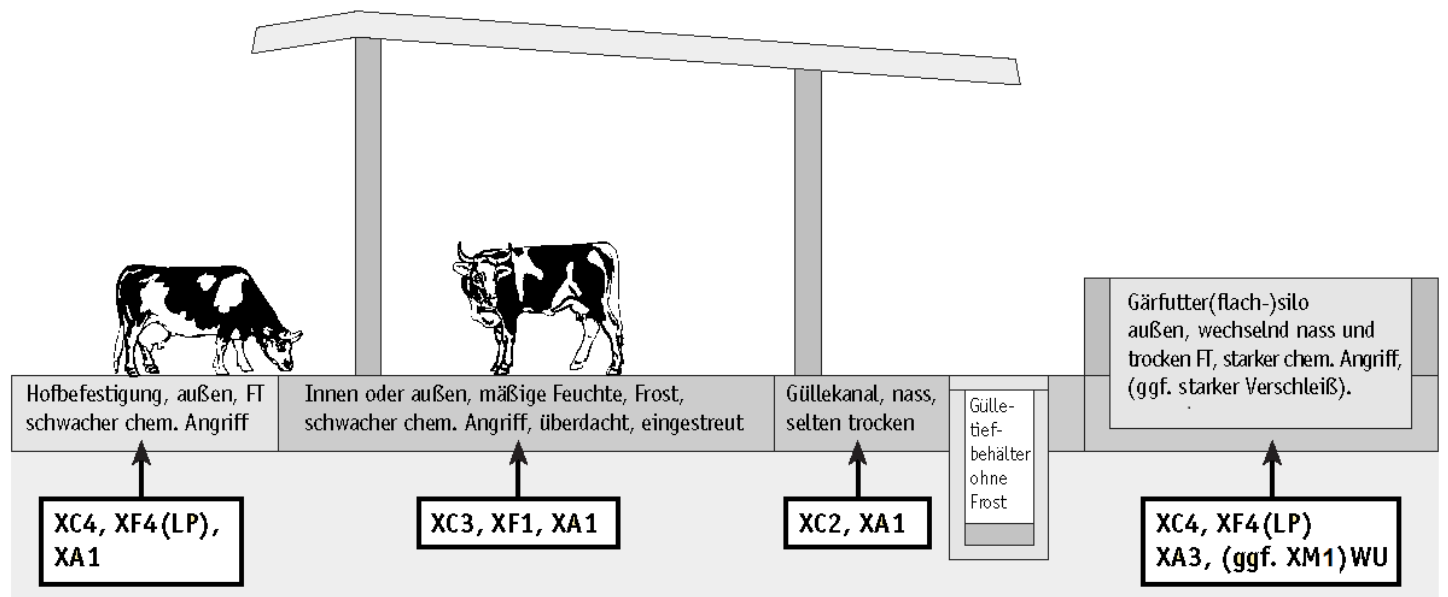 Hofbefestigung, außen, FT
schwacher chem. Angriff
XC4, XF4(LP),
XA1
Innen oder außen, mäßige Feuchte, Frost,
schwacher chem. Angriff, überdacht, eingestreut
XC3, XF1, XA1
Güllekanal, nass,
selten trocken
XC2, XA1
Gülle-
tief-
behälter
ohne
Frost
Gärfutter(flach-)silo
außen, wechselnd nass und
trocken FT, starker chem. Angriff,
(ggf. starker Verschleiß).
XC4, XF4(LP)
XA3, (ggf. XM1)WU